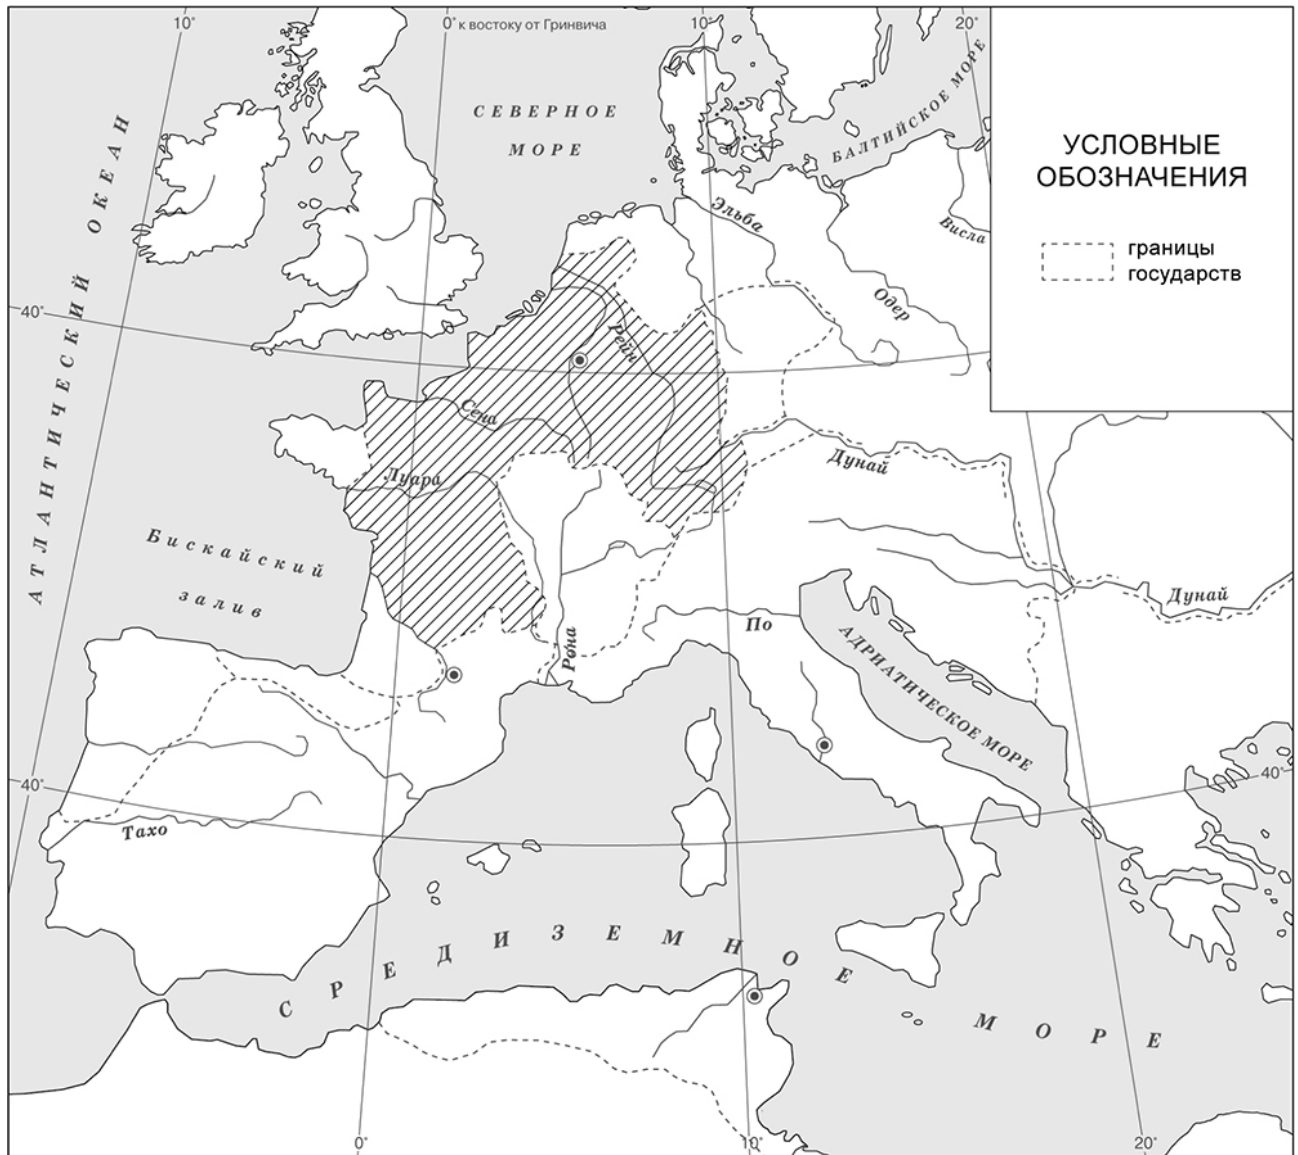 10°
0° к востоку от Гринвича
10°
20°
СЕВЕРНОЕ
МОРЕ
БАЛТИЙСКОЕ МОРЕ
УСЛОВНЫЕ
ОБОЗНАЧЕНИЯ
границы
государств
АТЛАНТИЧЕСКИЙ ОКЕАН
Эльба
Висла
Одер
40°
Рейн
Сена
Луара
Дунай
Бискайский
залив
Дунай
По
Рона
АДРИАТИЧЕСКОЕ МОРЕ
40°
40°
Тахо
СРЕДИЗЕМНОЕ
МОРЕ
0°
10°
20°